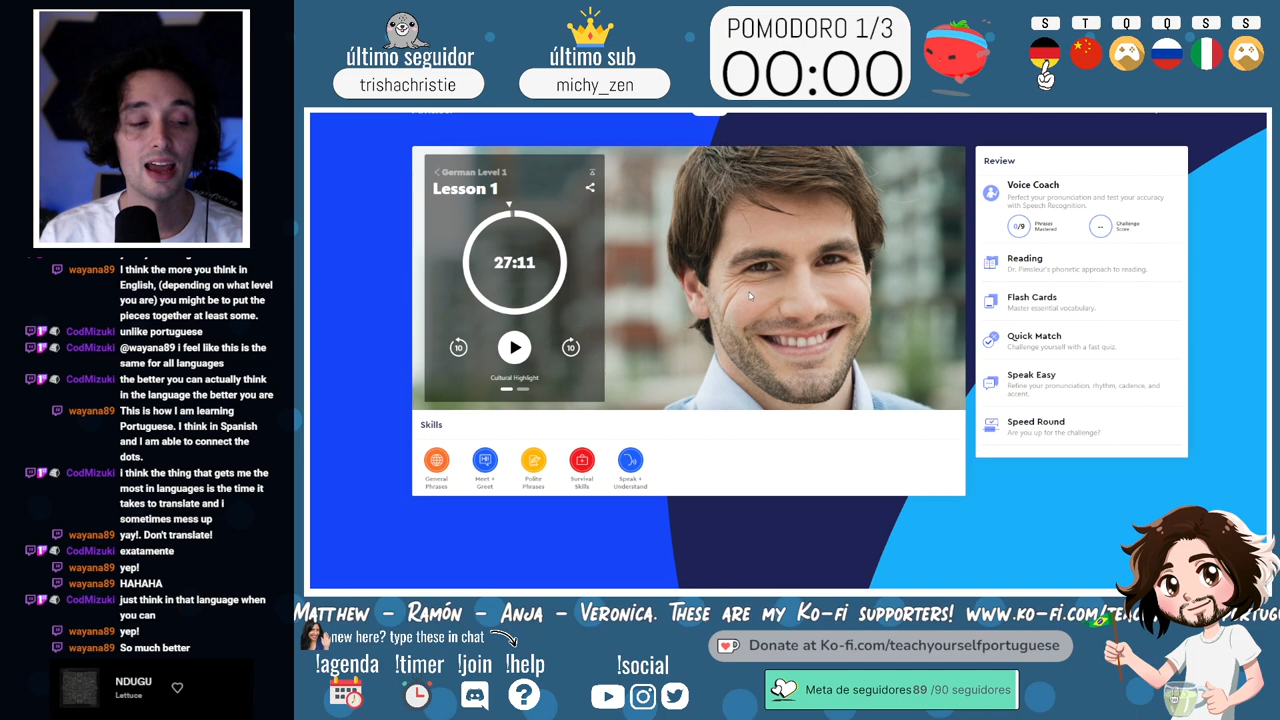 último seguidor
trishachristie
último sub
michy_zen
POMODORO 1/3
00:00
S T Q Q S S
wayana89 I think the more you think in
English, (depending on what level
you are) you might be to put the
pieces together at least some.
CodMizuki unlike portuguese
CodMizuki @wayana89 i feel like this is the
same for all languages
CodMizuki the better you can actually think
in the language the better you are
wayana89 This is how I am learning
Portuguese. I think in Spanish
and I am able to connect the
dots.
CodMizuki i think the thing that gets me the
most in languages is the time it
takes to translate and I
sometimes mess up
wayana89 yay!. Don't translate!
CodMizuki exatamente
wayana89 yep!
wayana89 HAHAHA
CodMizuki just think in that language when
you can
wayana89 yep!
wayana89 So much better
NDUGU
Lettuce
German Level 1
Lesson 1
27:11
10
10
Cultural Highlight
Skills
General
Phrases
Meet +
Greet
Polite
Phrases
Survival
Skills
Speak +
Understand
Review
Voice Coach
Perfect your pronunciation and test your accuracy
with Speech Recognition.
0/9
Phrases
Mastered
--
Challenge
Score
Reading
Dr. Pimsleur's phonetic approach to reading.
Flash Cards
Master essential vocabulary.
Quick Match
Challenge yourself with a fast quiz.
Speak Easy
Refine your pronunciation, rhythm, cadence, and
accent.
Speed Round
Are you up for the challenge?
Matthew - Ramón - Anja - Veronica. These are my Ko-fi supporters! www.ko-fi.com/
new here? type these in chat
!agenda
!timer
!join
!help
!social
Donate at Ko-fi.com/teachyourselfportuguese
Meta de seguidores 89 /90 seguidores